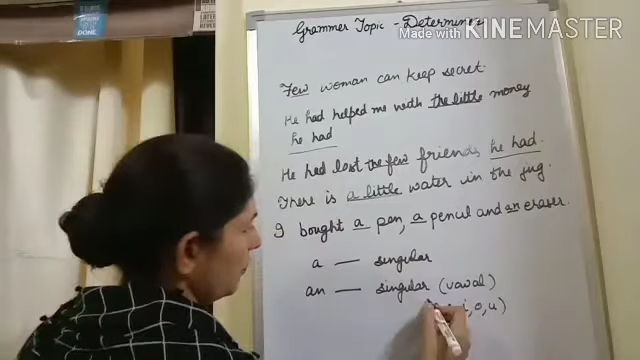 Grammer Topic - Determiners
Made with KINEMASTER
Few woman can keep secret.
He had helped me with the little money
he had
He had lost the few friends he had.
There is a little water in the jug.
I bought a pen, a pencil and an eraser.
a — singular
an — singular (vawal)
i, o, u)
DONE